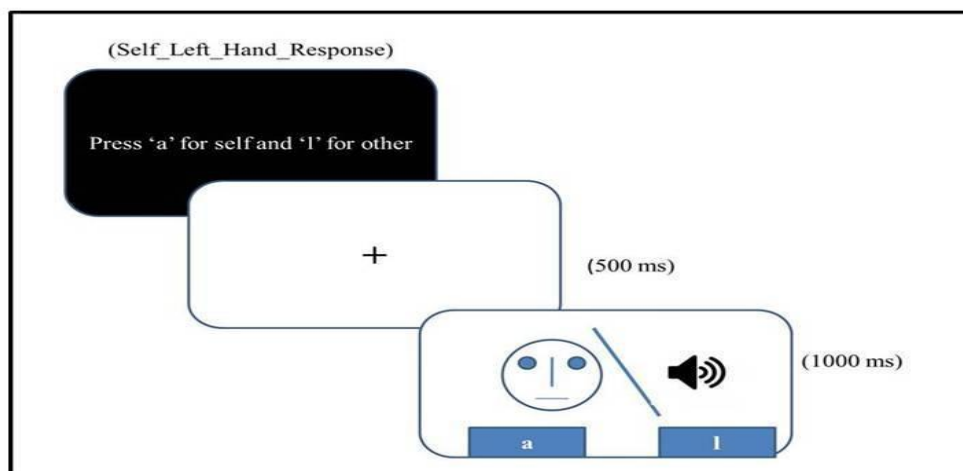 (Self_Left_Hand_Response)
Press ‘a’ for self and ‘l’ for other
+
(500 ms)
(1000 ms)
a
l